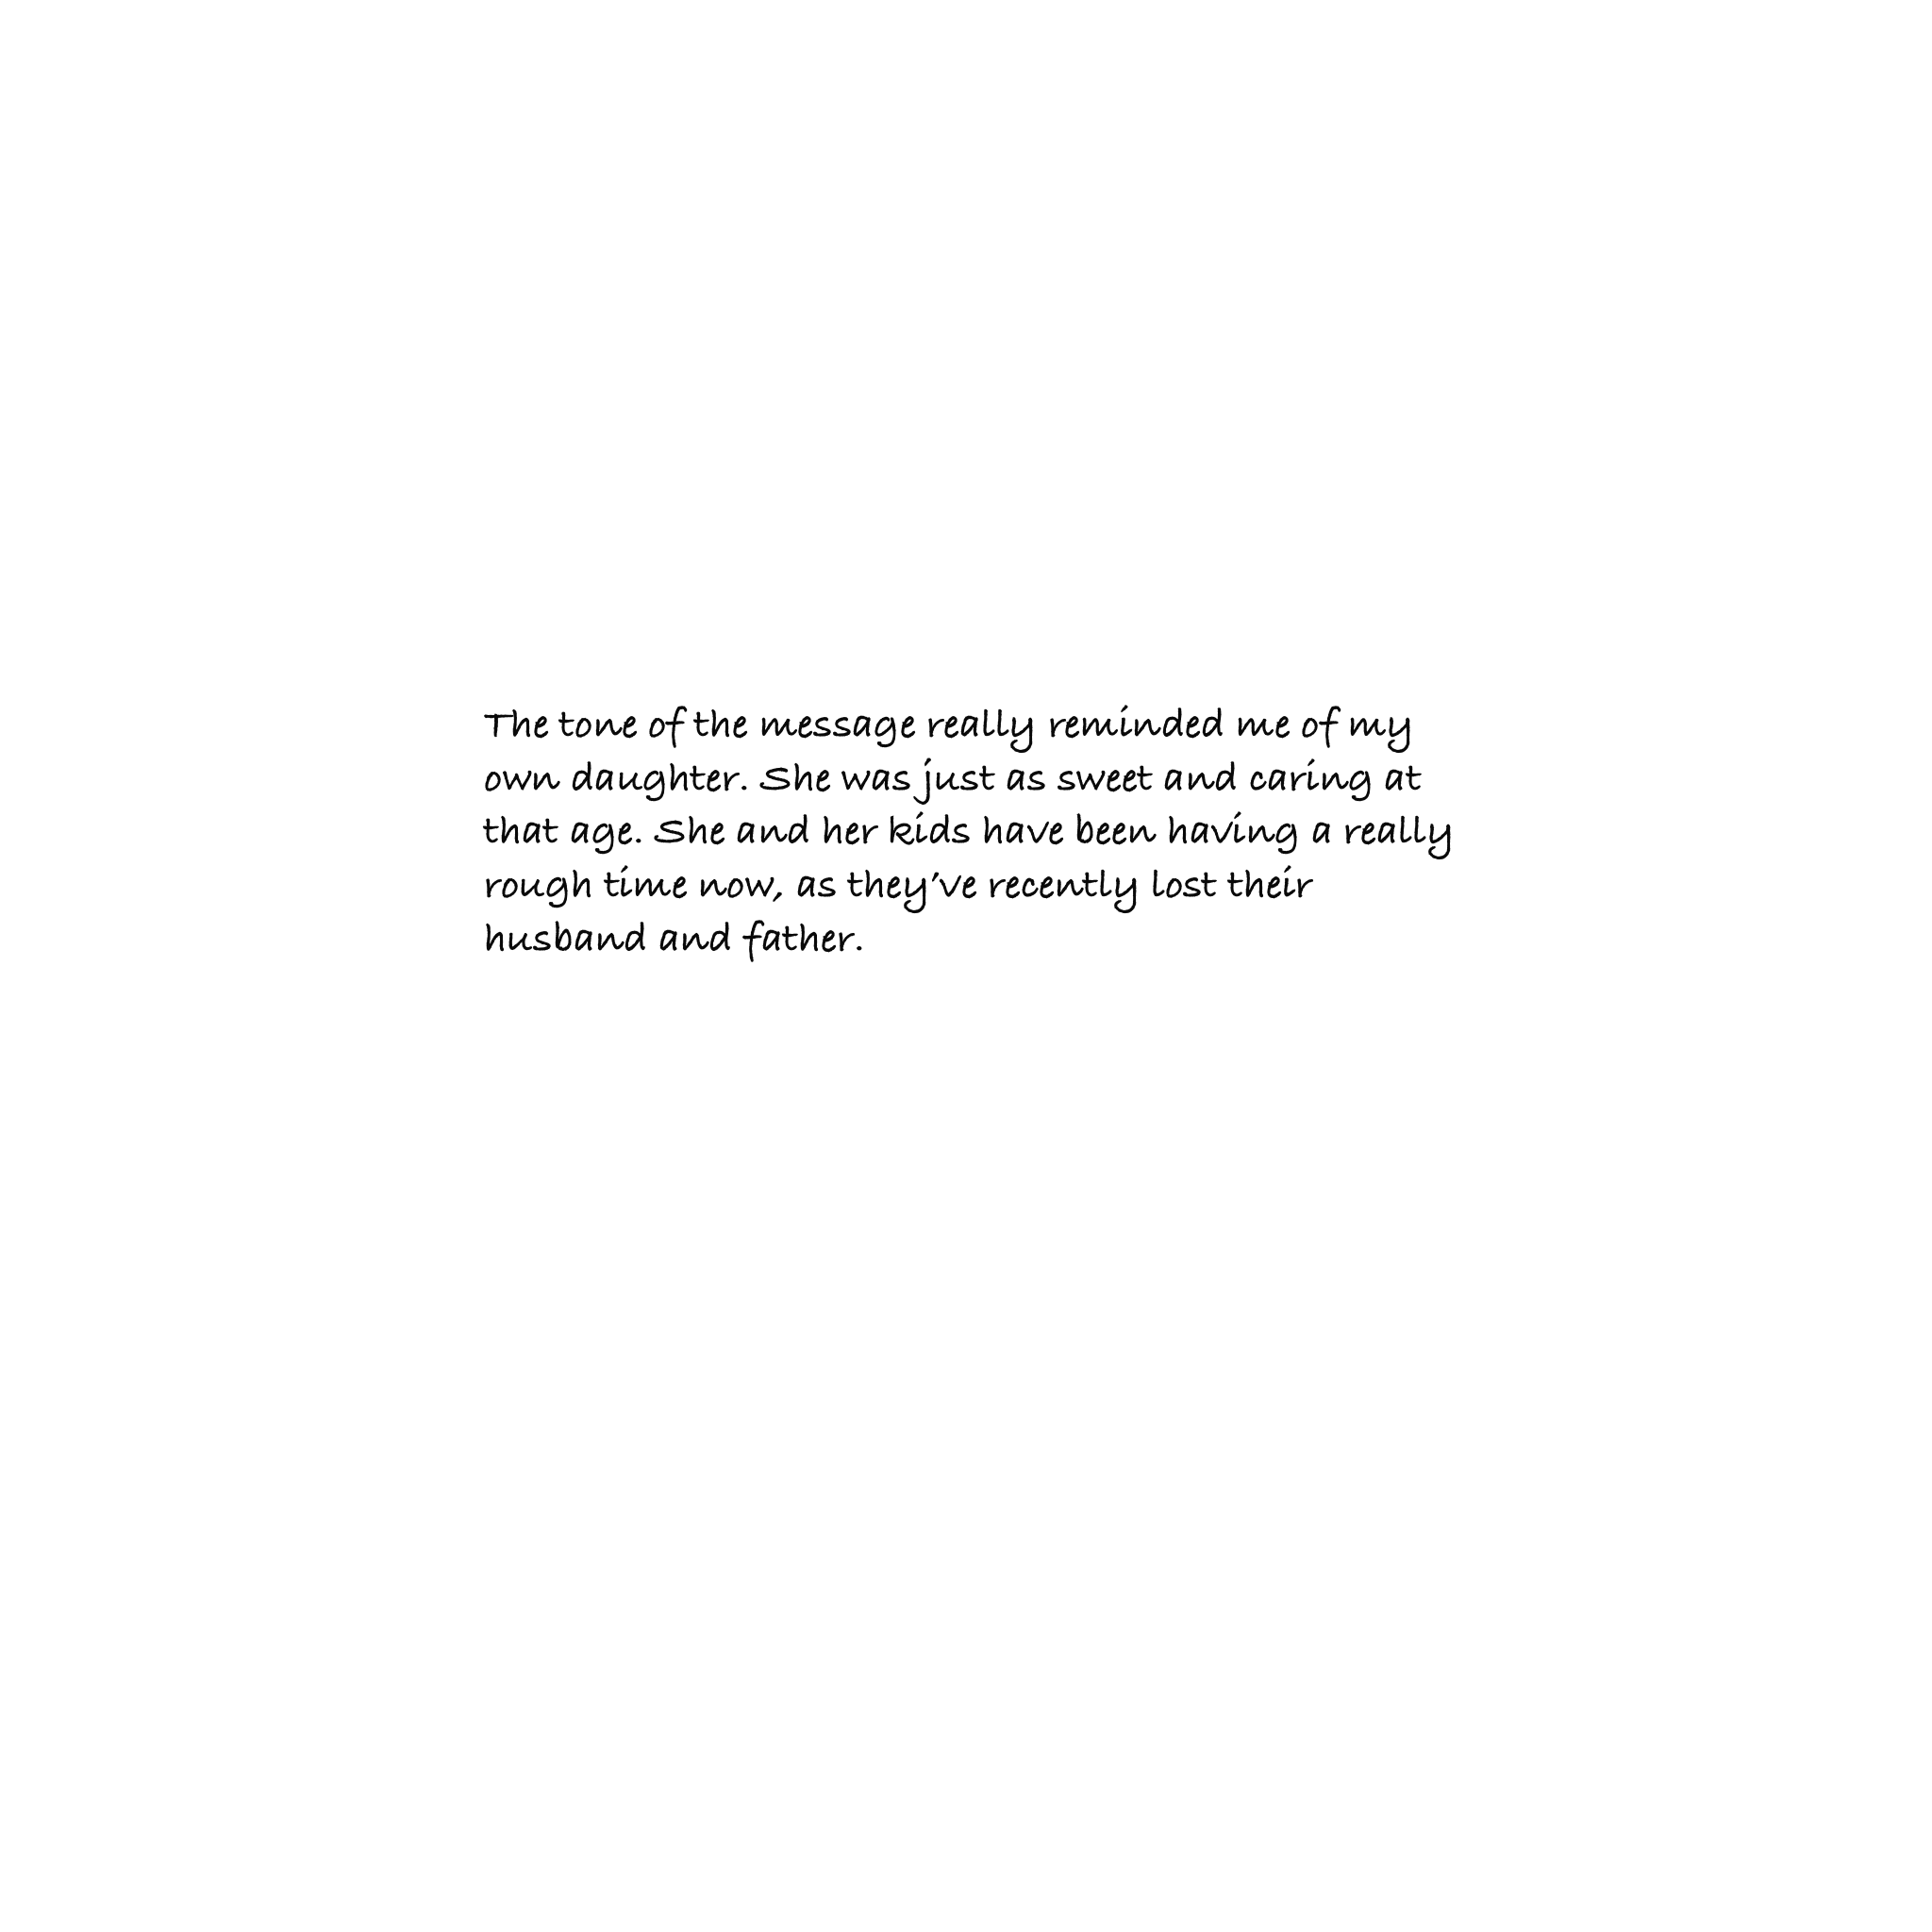 The tone of the message really reminded me of my
own daughter. She was just as sweet and caring at
that age. She and her kids have been having a really
rough time now, as they've recently lost their
husband and father.